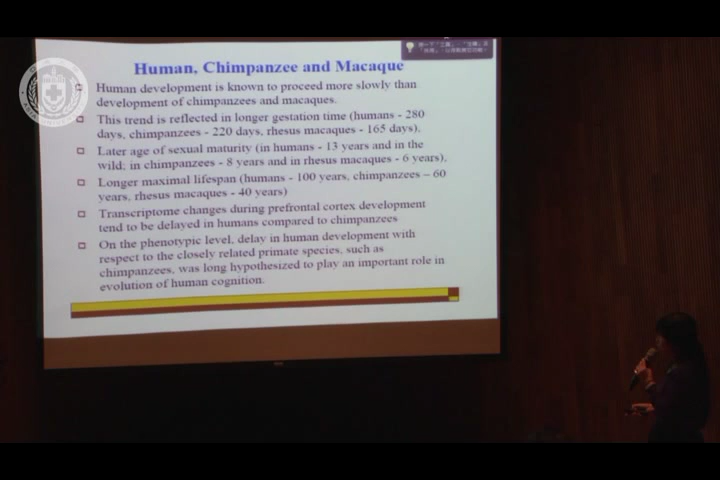 Human, Chimpanzee and Macaque
Human development is known to proceed more slowly than
development of chimpanzees and macaques.
This trend is reflected in longer gestation time (humans - 280
days, chimpanzees - 220 days, rhesus macaques - 165 days).
Later age of sexual maturity (in humans - 13 years and in the
wild; in chimpanzees - 8 years and in rhesus macaques - 6 years).
Longer maximal lifespan (humans - 100 years, chimpanzees – 60
years, rhesus macaques - 40 years)
Transcriptome changes during prefrontal cortex development
tend to be delayed in humans compared to chimpanzees
On the phenotypic level, delay in human development with
respect to the closely related primate species, such as
chimpanzees, was long hypothesized to play an important role in
evolution of human cognition.